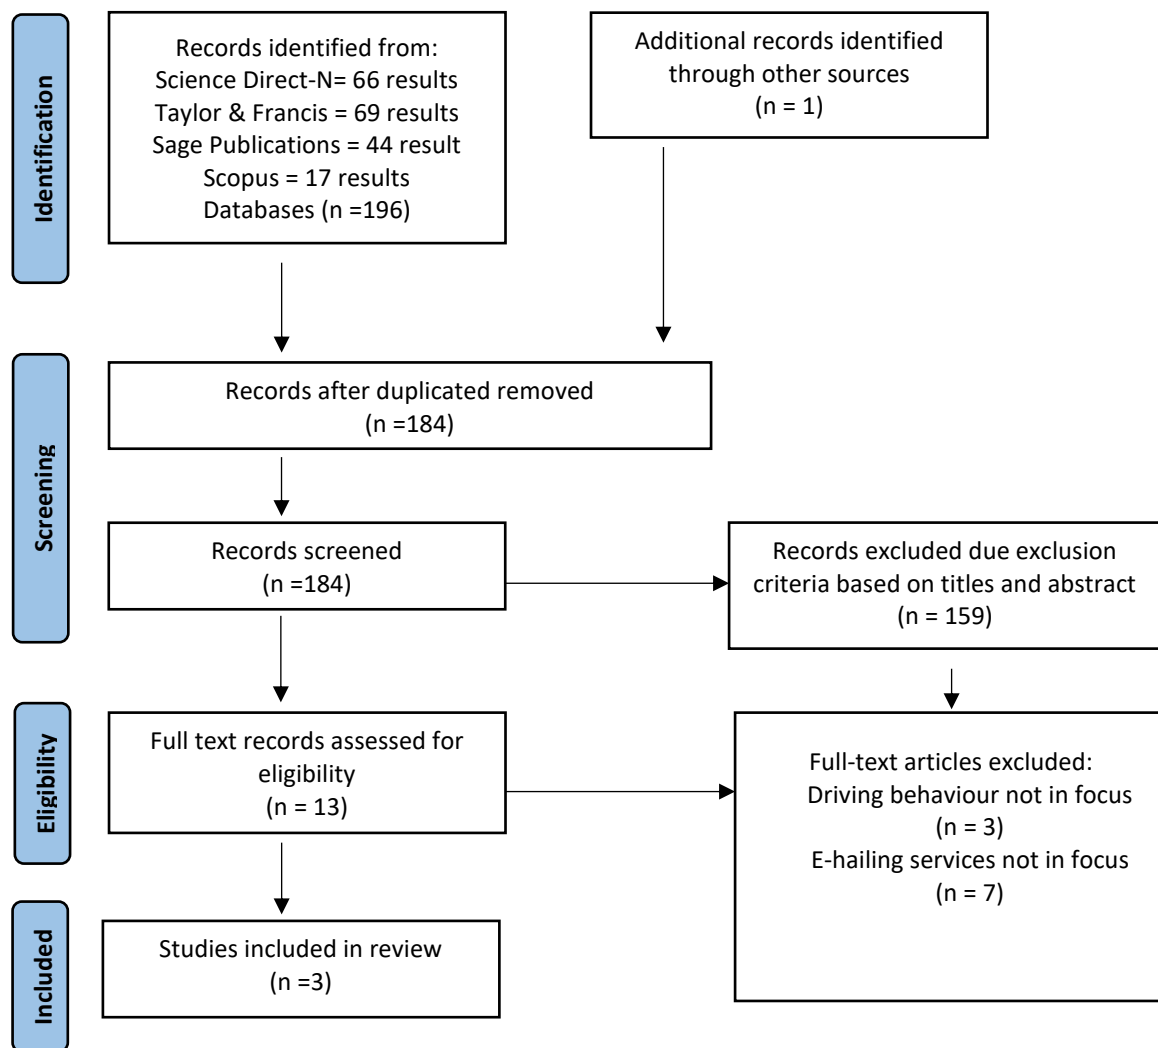 Identification
Records identified from:
Science Direct-N= 66 results
Taylor & Francis = 69 results
Sage Publications = 44 result
Scopus = 17 results
Databases (n =196)
Additional records identified
through other sources
(n = 1)
Screening
Records after duplicated removed
(n =184)
Records screened
(n =184)
Records excluded due exclusion
criteria based on titles and abstract
(n = 159)
Eligibility
Full text records assessed for
eligibility
(n = 13)
Full-text articles excluded:
Driving behaviour not in focus
(n = 3)
E-hailing services not in focus
(n = 7)
Included
Studies included in review
(n =3)